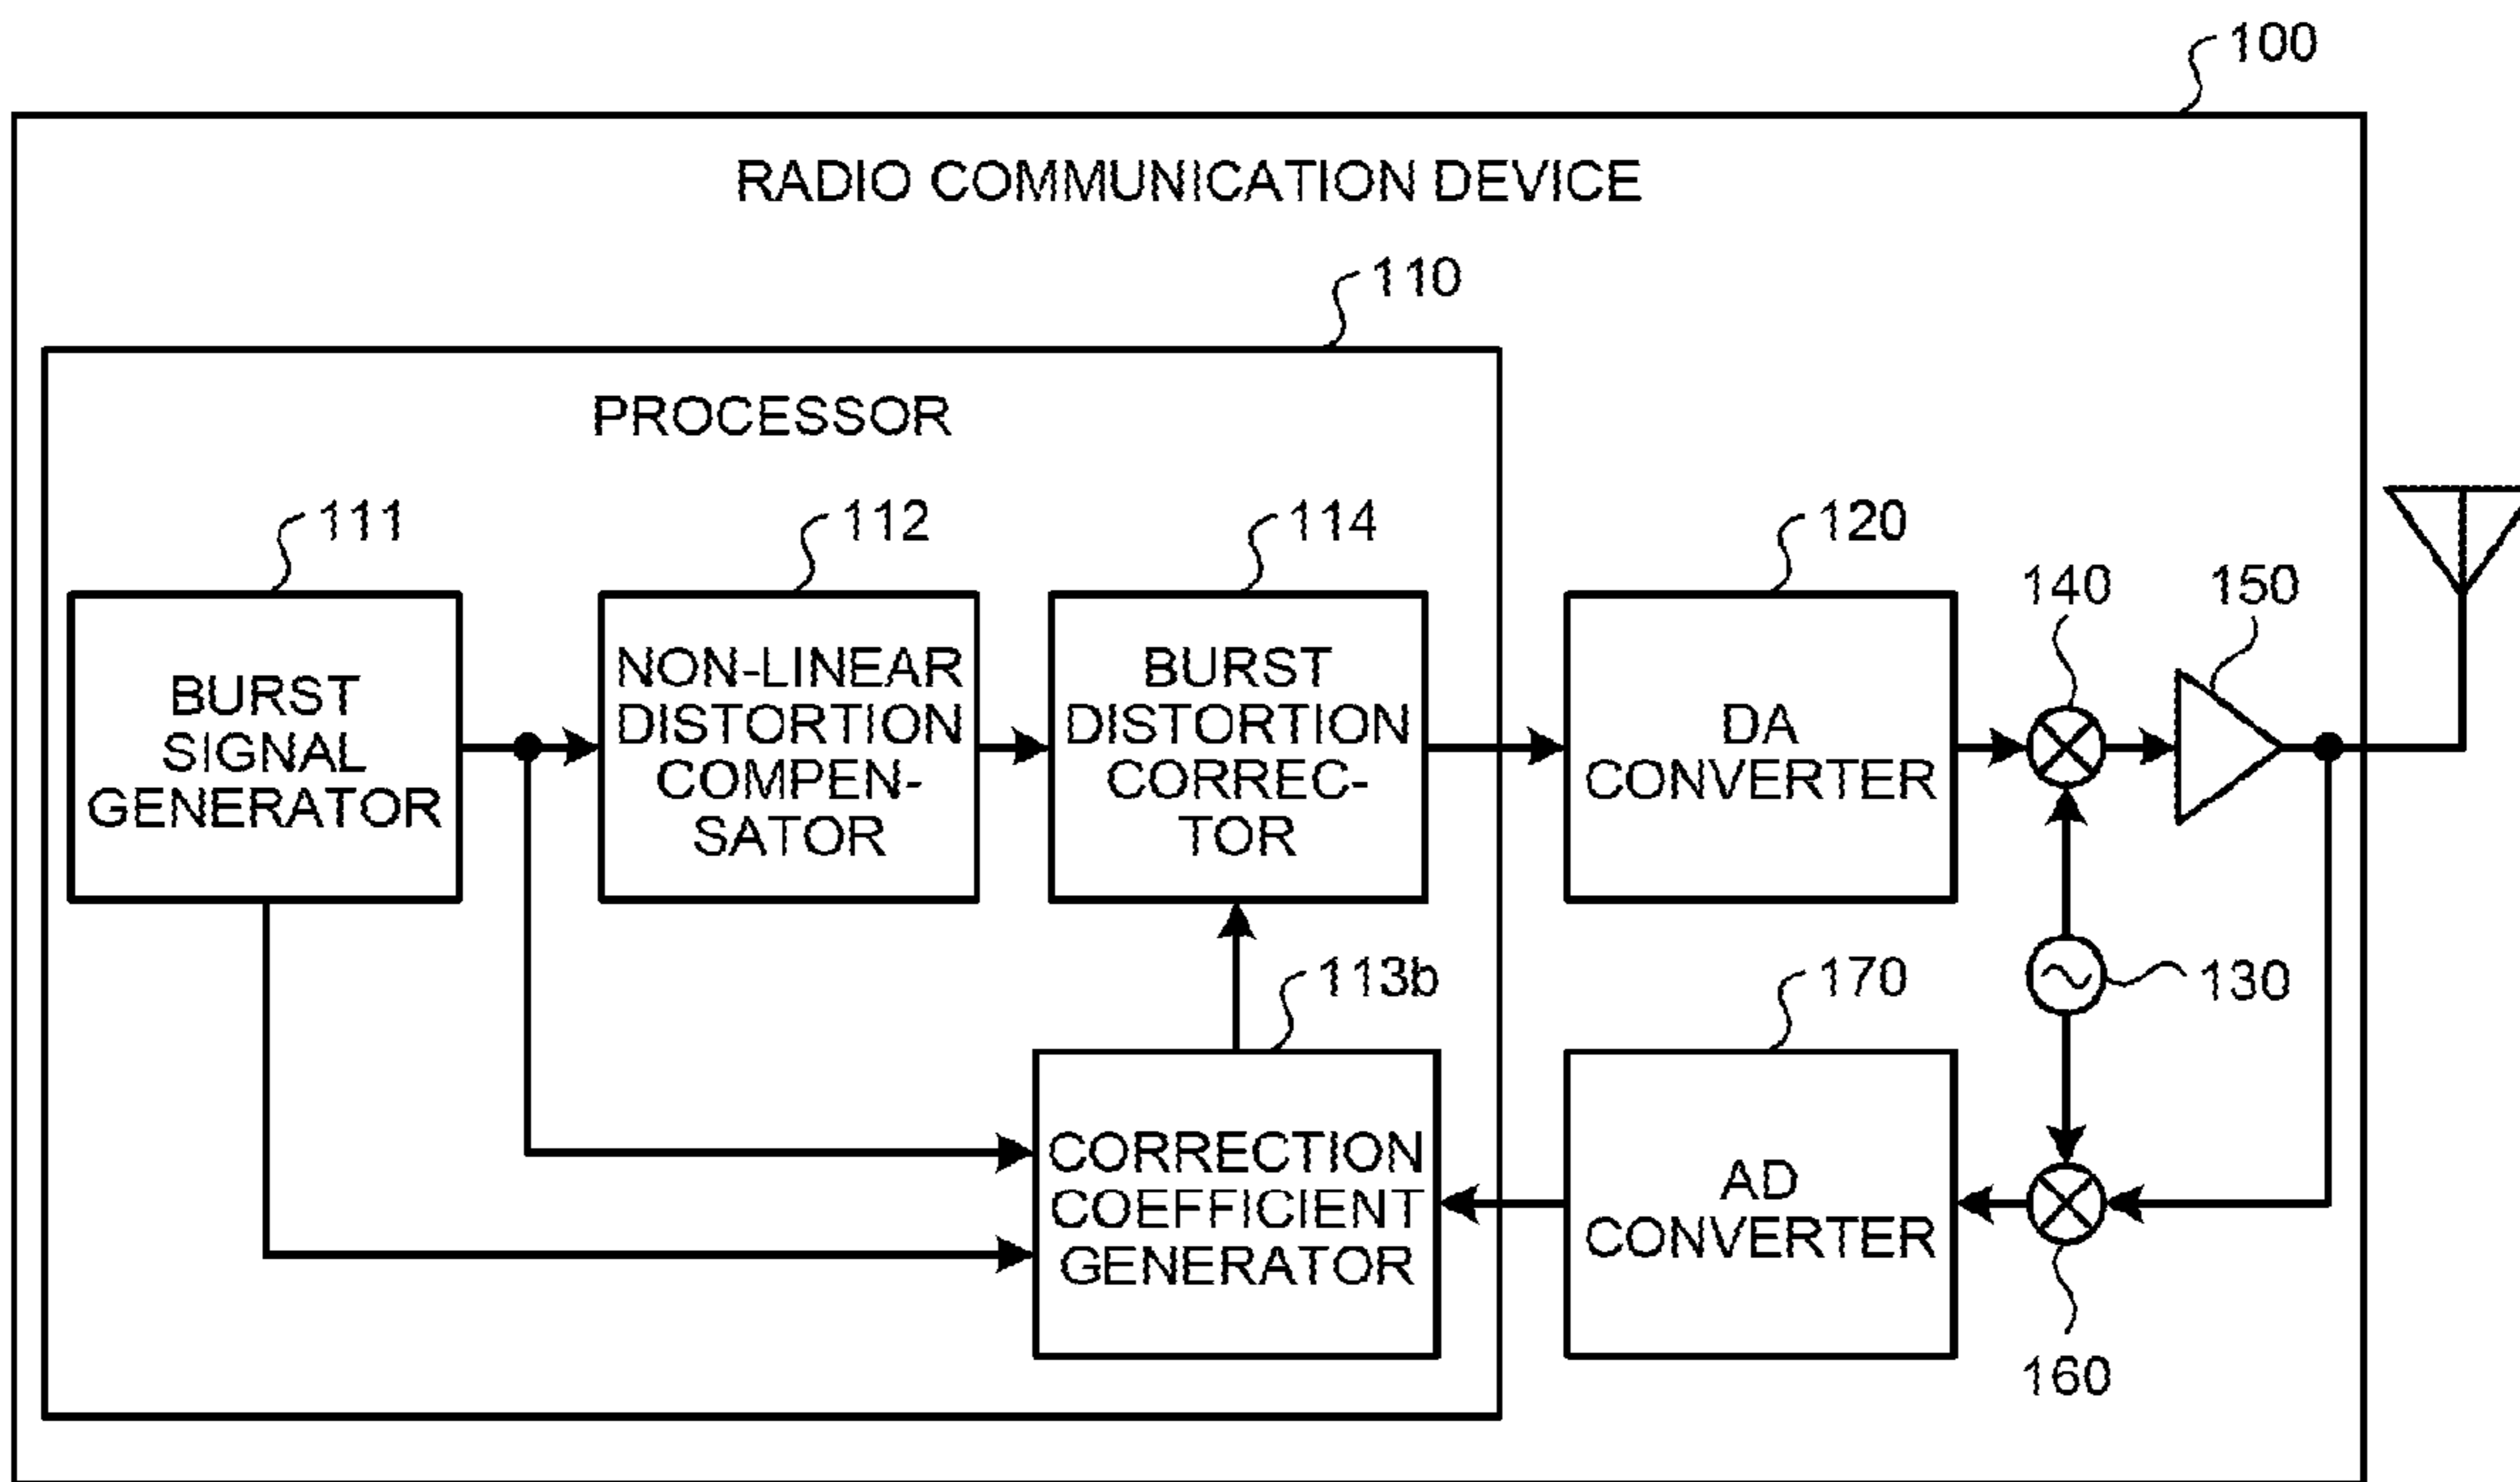 100
RADIO COMMUNICATION DEVICE
110
PROCESSOR
111
112
114
120
140
150
BURST
SIGNAL
GENERATOR
NON-LINEAR
DISTORTION
COMPEN-
SATOR
BURST
DISTORTION
CORREC-
TOR
DA
CONVERTER
113b
170
130
CORRECTION
COEFFICIENT
GENERATOR
AD
CONVERTER
160